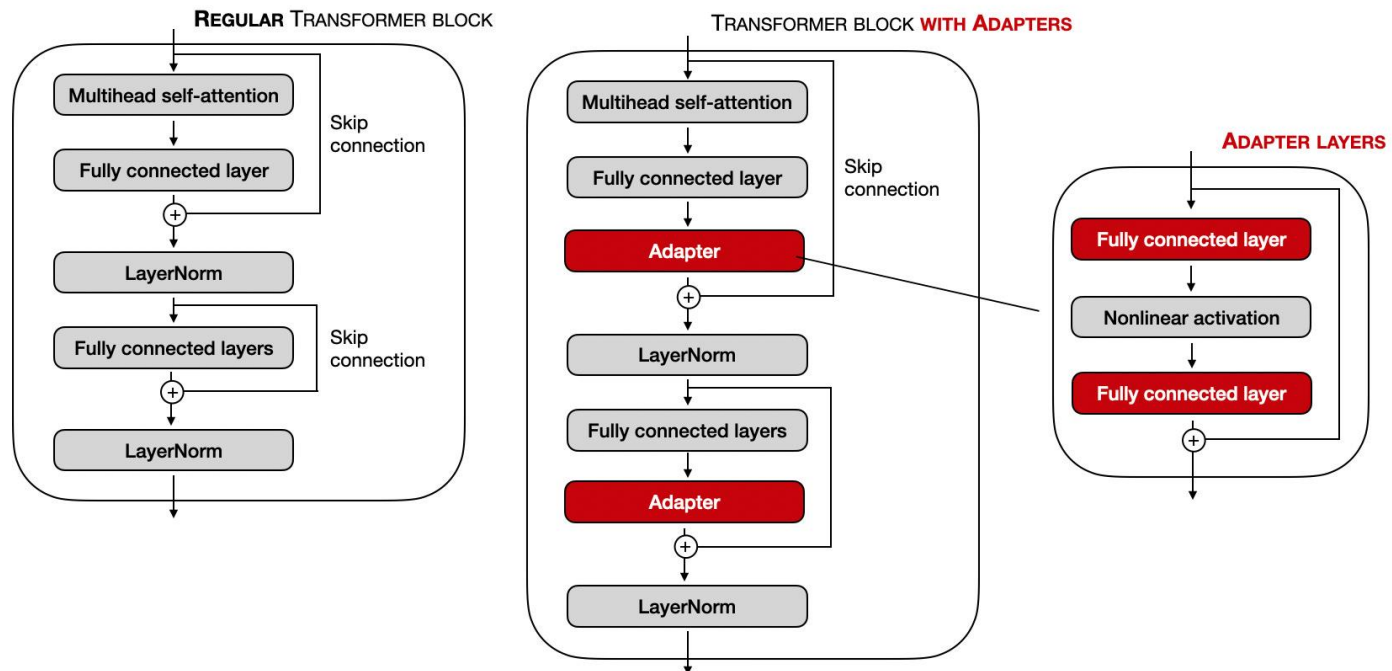 REGULAR TRANSFORMER BLOCK
Multihead self-attention
Skip
connection
Fully connected layer
+
LayerNorm
Fully connected layers
Skip
connection
+
LayerNorm
TRANSFORMER BLOCK WITH ADAPTERS
Multihead self-attention
Fully connected layer
Skip
connection
Adapter
+
LayerNorm
Fully connected layers
Adapter
+
LayerNorm
ADAPTER LAYERS
Fully connected layer
Nonlinear activation
Fully connected layer
+